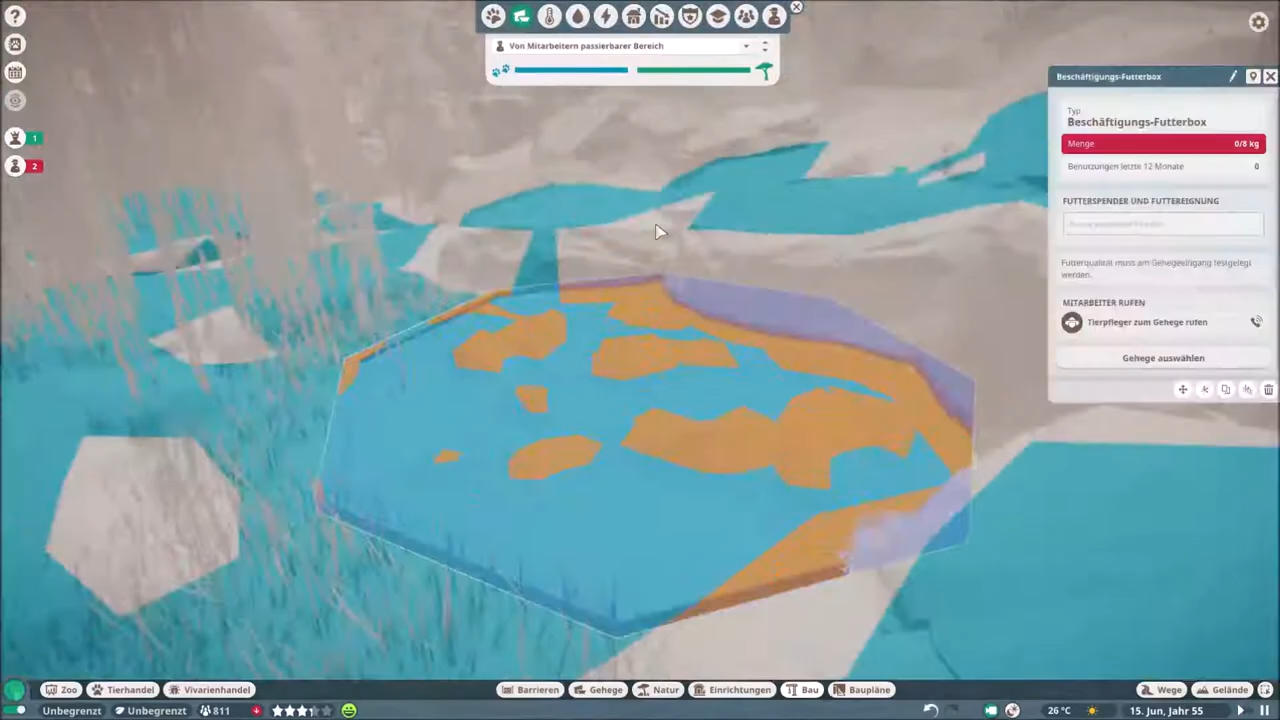 Von Mitarbeitern passierbarer Bereich
1
2
Beschäftigungs-Futterbox
Typ
Beschäftigungs-Futterbox
Menge 0/8 kg
Benutzungen letzte 12 Monate 0
FUTTERSPENDER UND FUTTEREIGNUNG
Futterqualität muss am Gehegeeingang festgelegt
werden.
MITARBEITER RUFEN
Tierpfleger zum Gehege rufen
Gehege auswählen
Zoo Tierhandel Vivarienhandel Barrieren Gehege Natur Einrichtungen Bau Baupläne Wege Gelände
Unbegrenzt Unbegrenzt 811 26 °C 15. Jun, Jahr 55